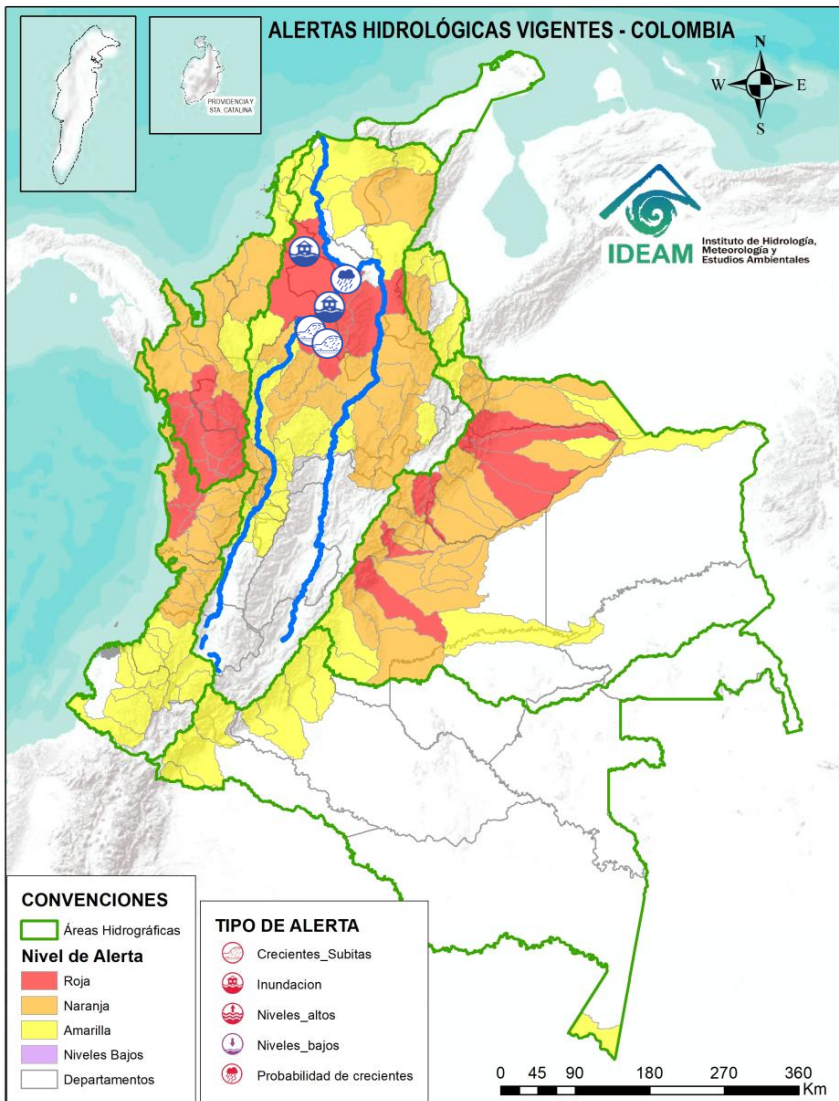 ALERTAS HIDROLÓGICAS VIGENTES - COLOMBIA
PROVIDENCIA Y
STA. CATALINA
N
W
E
S
IDEAM
Instituto de Hidrología,
Meteorología y
Estudios Ambientales
CONVENCIONES
Áreas Hidrográficas
Nivel de Alerta
Roja
Naranja
Amarilla
Niveles Bajos
Departamentos
TIPO DE ALERTA
Crecientes_Subitas
Inundacion
Niveles_altos
Niveles_bajos
Probabilidad de crecientes
0 45 90 180 270 360
Km